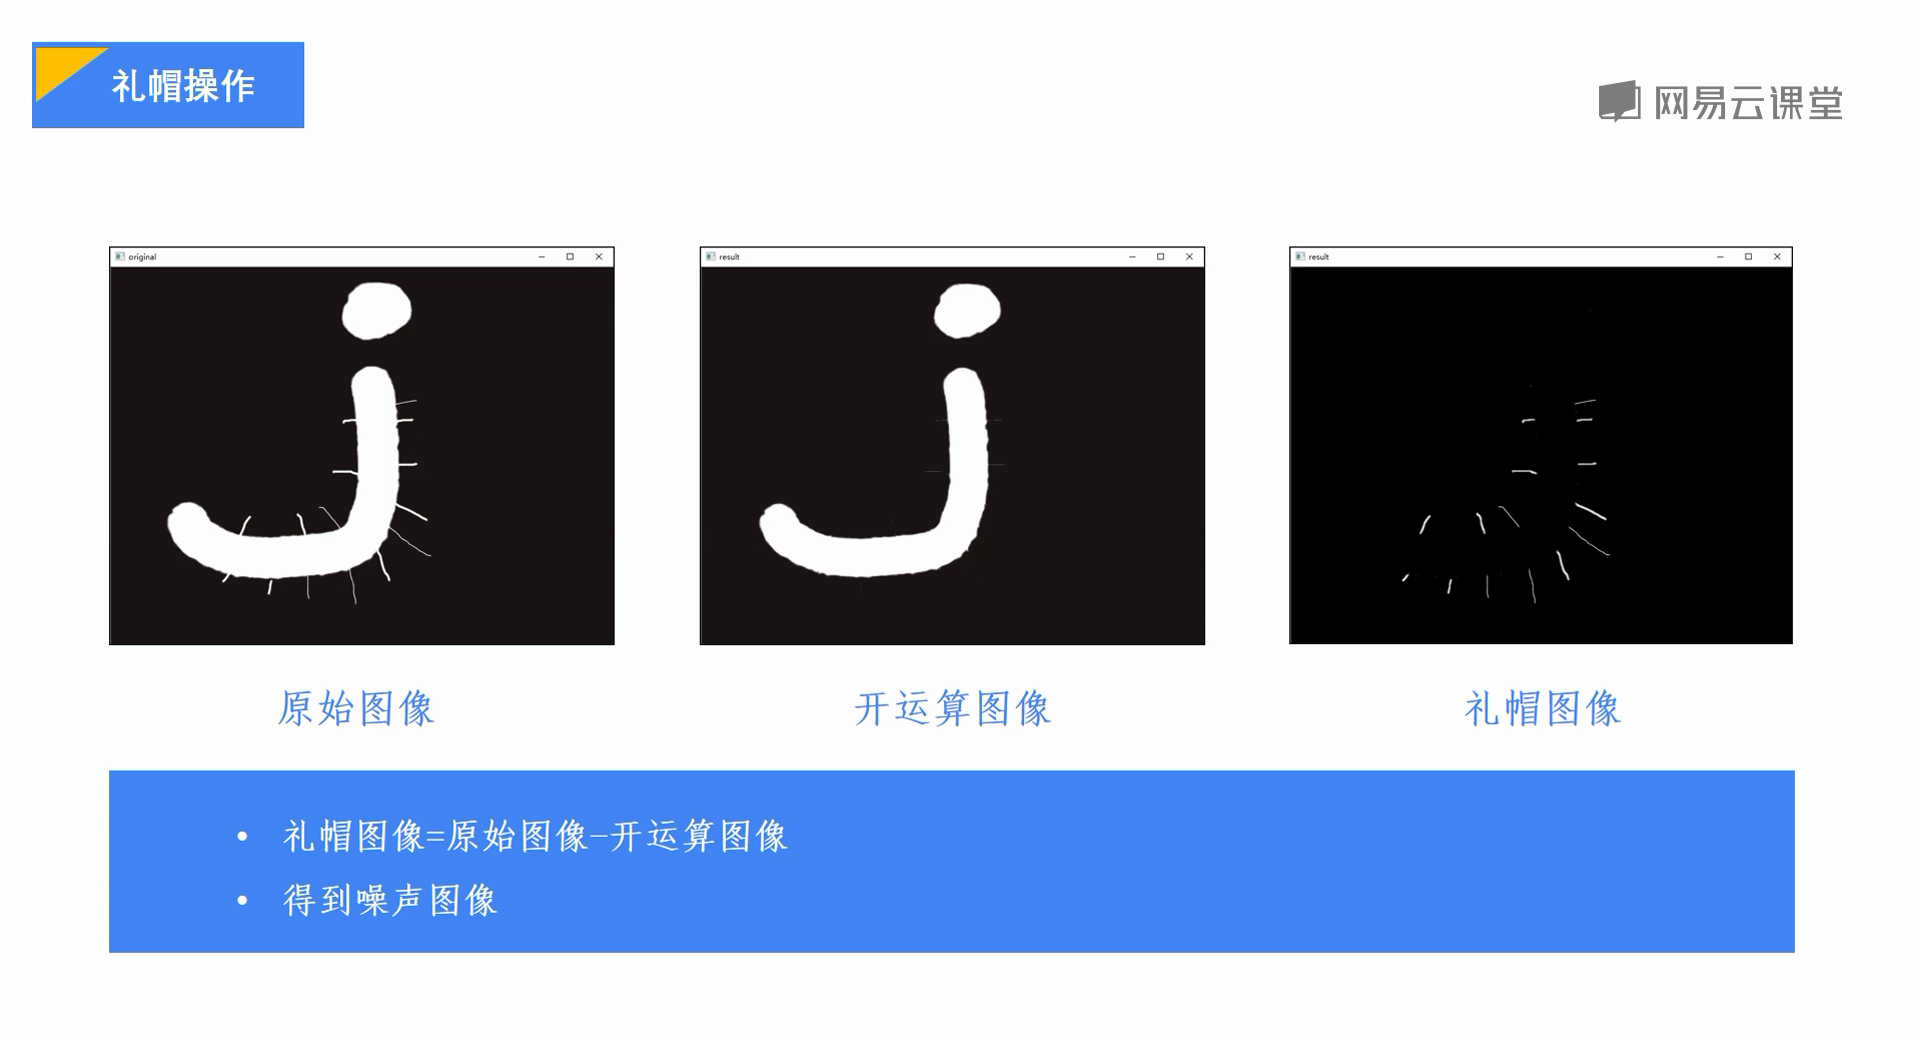 礼帽操作
网易云课堂
original
result
result
原始图像
开运算图像
礼帽图像
• 礼帽图像=原始图像-开运算图像
• 得到噪声图像